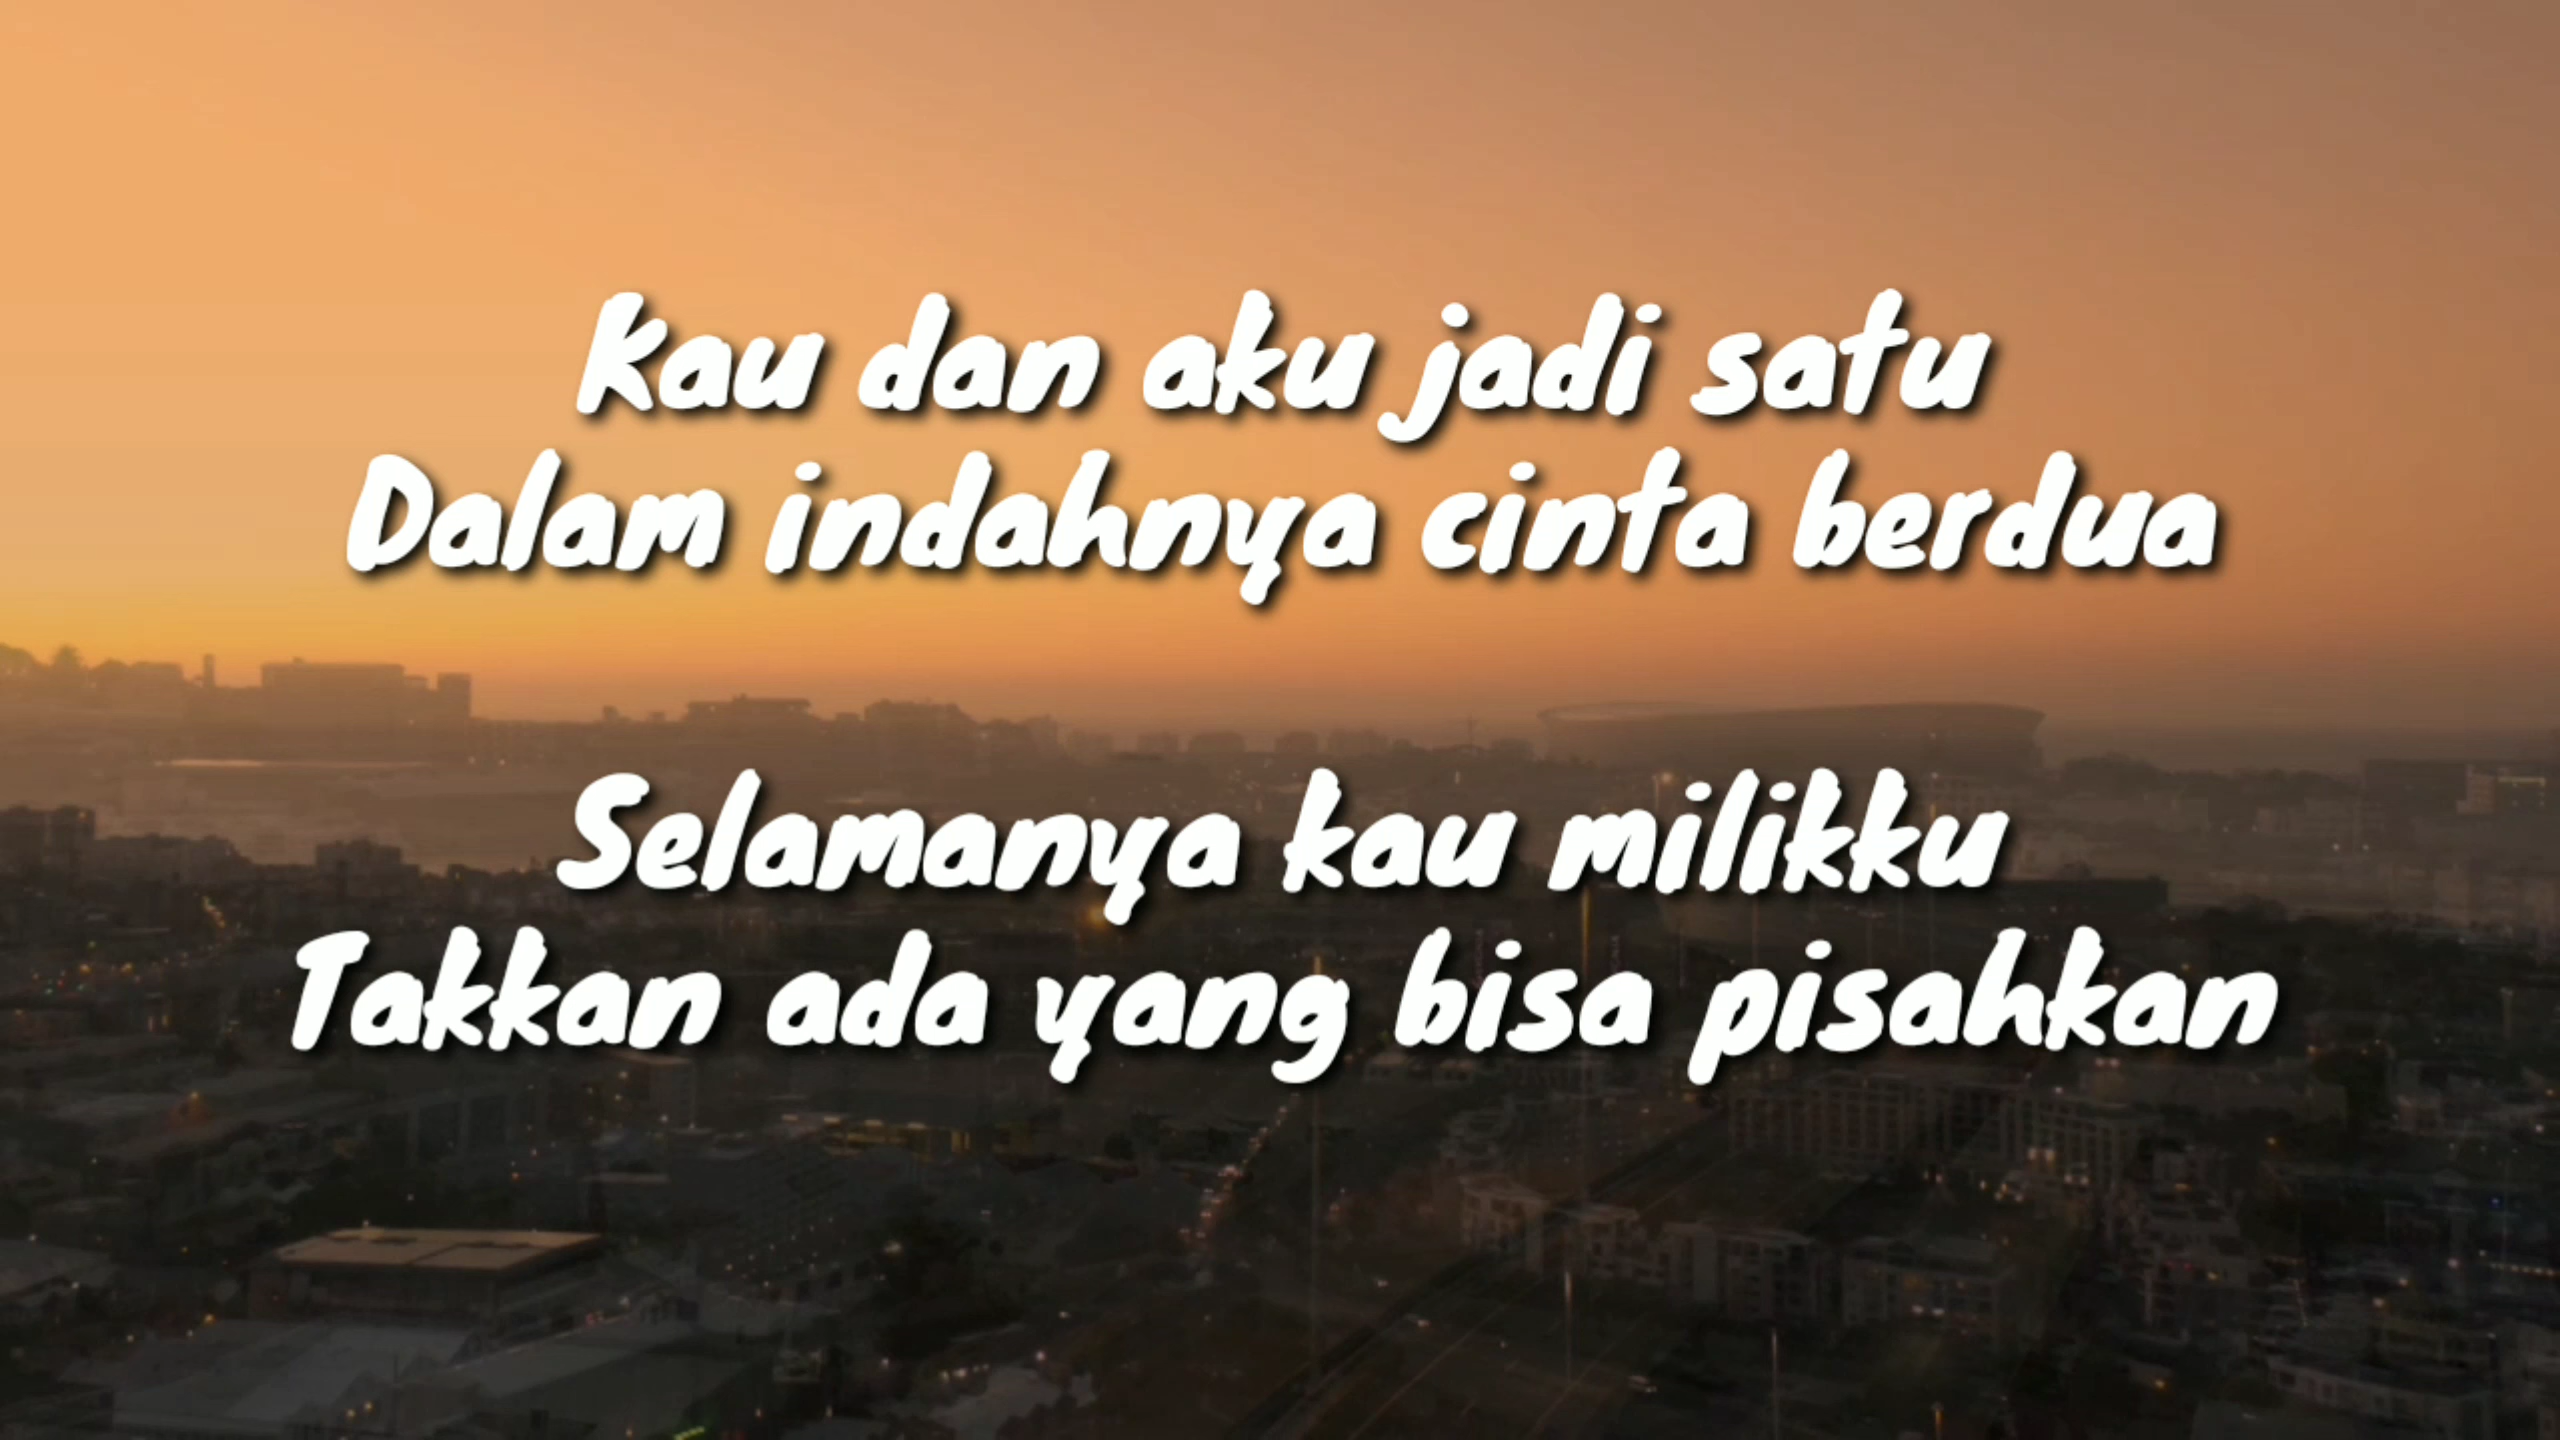 Kau dan aku jadi satu
Dalam indahnya cinta berdua
Selamanya kau milikku
Takkan ada yang bisa pisahkan